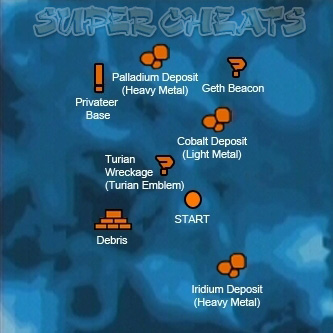 SUPER CHEATS
Palladium Deposit
(Heavy Metal)
Geth Beacon
Privateer
Base
Cobalt Deposit
(Light Metal)
Turian
Wreckage
(Turian Emblem)
START
Debris
Iridium Deposit
(Heavy Metal)